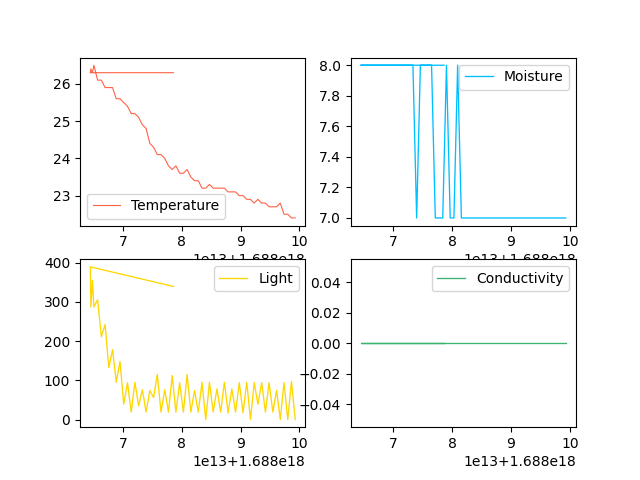 26
25
24
23
Temperature
7 8 9 10
1e13+1.688e18
8.0
7.8
7.6
7.4
7.2
7.0
Moisture
7 8 9 10
1e13+1.688e18
400
300
200
100
0
Light
7 8 9 10
1e13+1.688e18
0.04
0.02
0.00
−0.02
−0.04
Conductivity
7 8 9 10
1e13+1.688e18